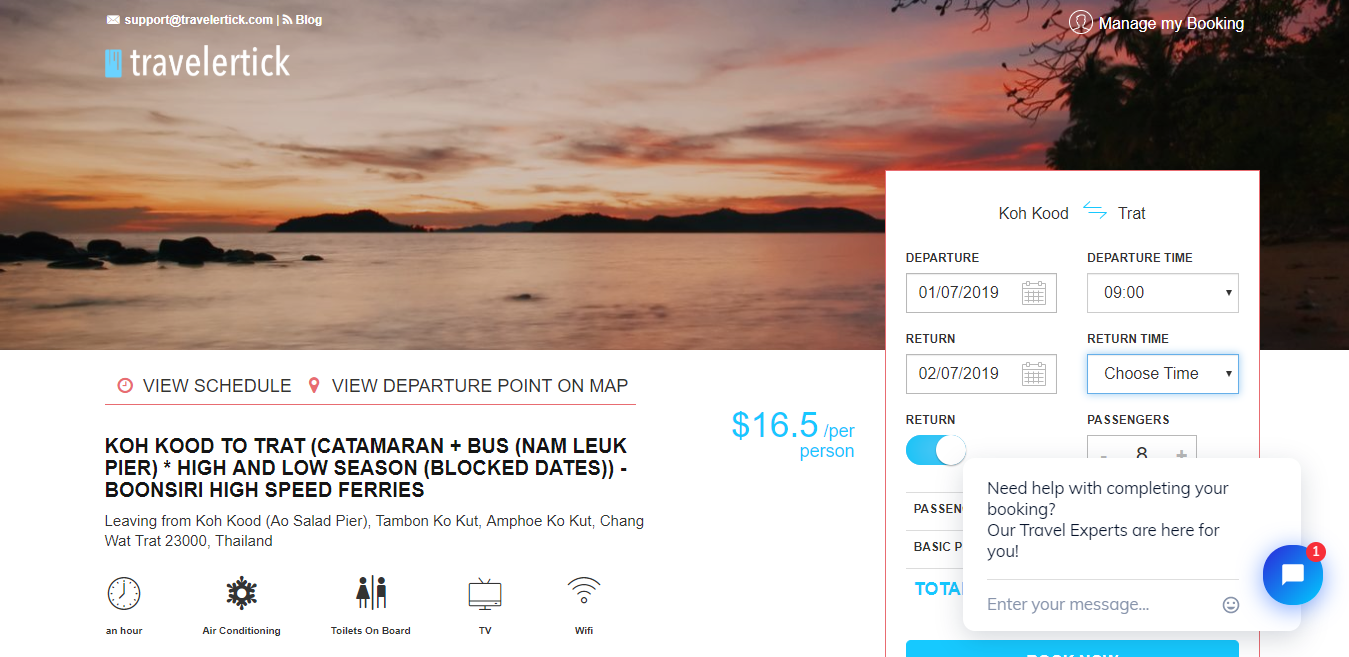 support@travelertick.com | Blog
Manage my Booking
travelertick
Koh Kood Trat
DEPARTURE DEPARTURE TIME
01/07/2019 09:00
RETURN RETURN TIME
02/07/2019 Choose Time
RETURN PASSENGERS
- 8 +
VIEW SCHEDULE VIEW DEPARTURE POINT ON MAP
$16.5 /per
person
KOH KOOD TO TRAT (CATAMARAN + BUS (NAM LEUK
PIER) * HIGH AND LOW SEASON (BLOCKED DATES)) -
BOONSIRI HIGH SPEED FERRIES
Leaving from Koh Kood (Ao Salad Pier), Tambon Ko Kut, Amphoe Ko Kut, Chang
Wat Trat 23000, Thailand
an hour Air Conditioning Toilets On Board TV Wifi
PASSEN
BASIC P
TOTA
Need help with completing your
booking?
Our Travel Experts are here for
you!
1
Enter your message...
BOOK NOW